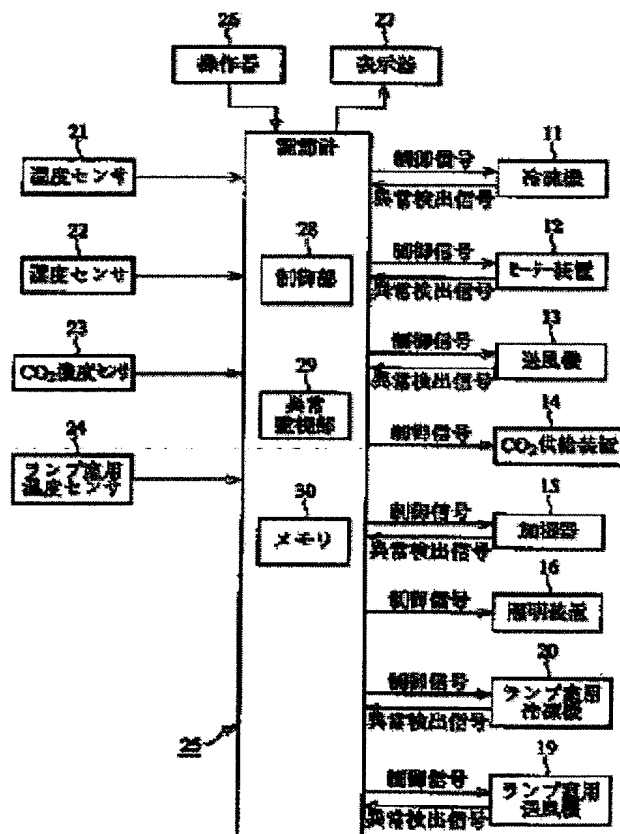 26
27
操作器
表示器
21
温度センサ
調節計
制御信号
11
冷凍機
異常検出信号
22
湿度センサ
28
制御部
制御信号
12
ヒーター装置
異常検出信号
23
CO₂濃度センサ
29
異常
監視部
制御信号
13
送風機
異常検出信号
24
ランプ室用
温度センサ
制御信号
14
CO₂供給装置
30
メモリ
制御信号
15
加湿器
異常検出信号
制御信号
16
照明装置
制御信号
20
ランプ室用
冷凍機
異常検出信号
25
制御信号
19
ランプ室用
送風機
異常検出信号